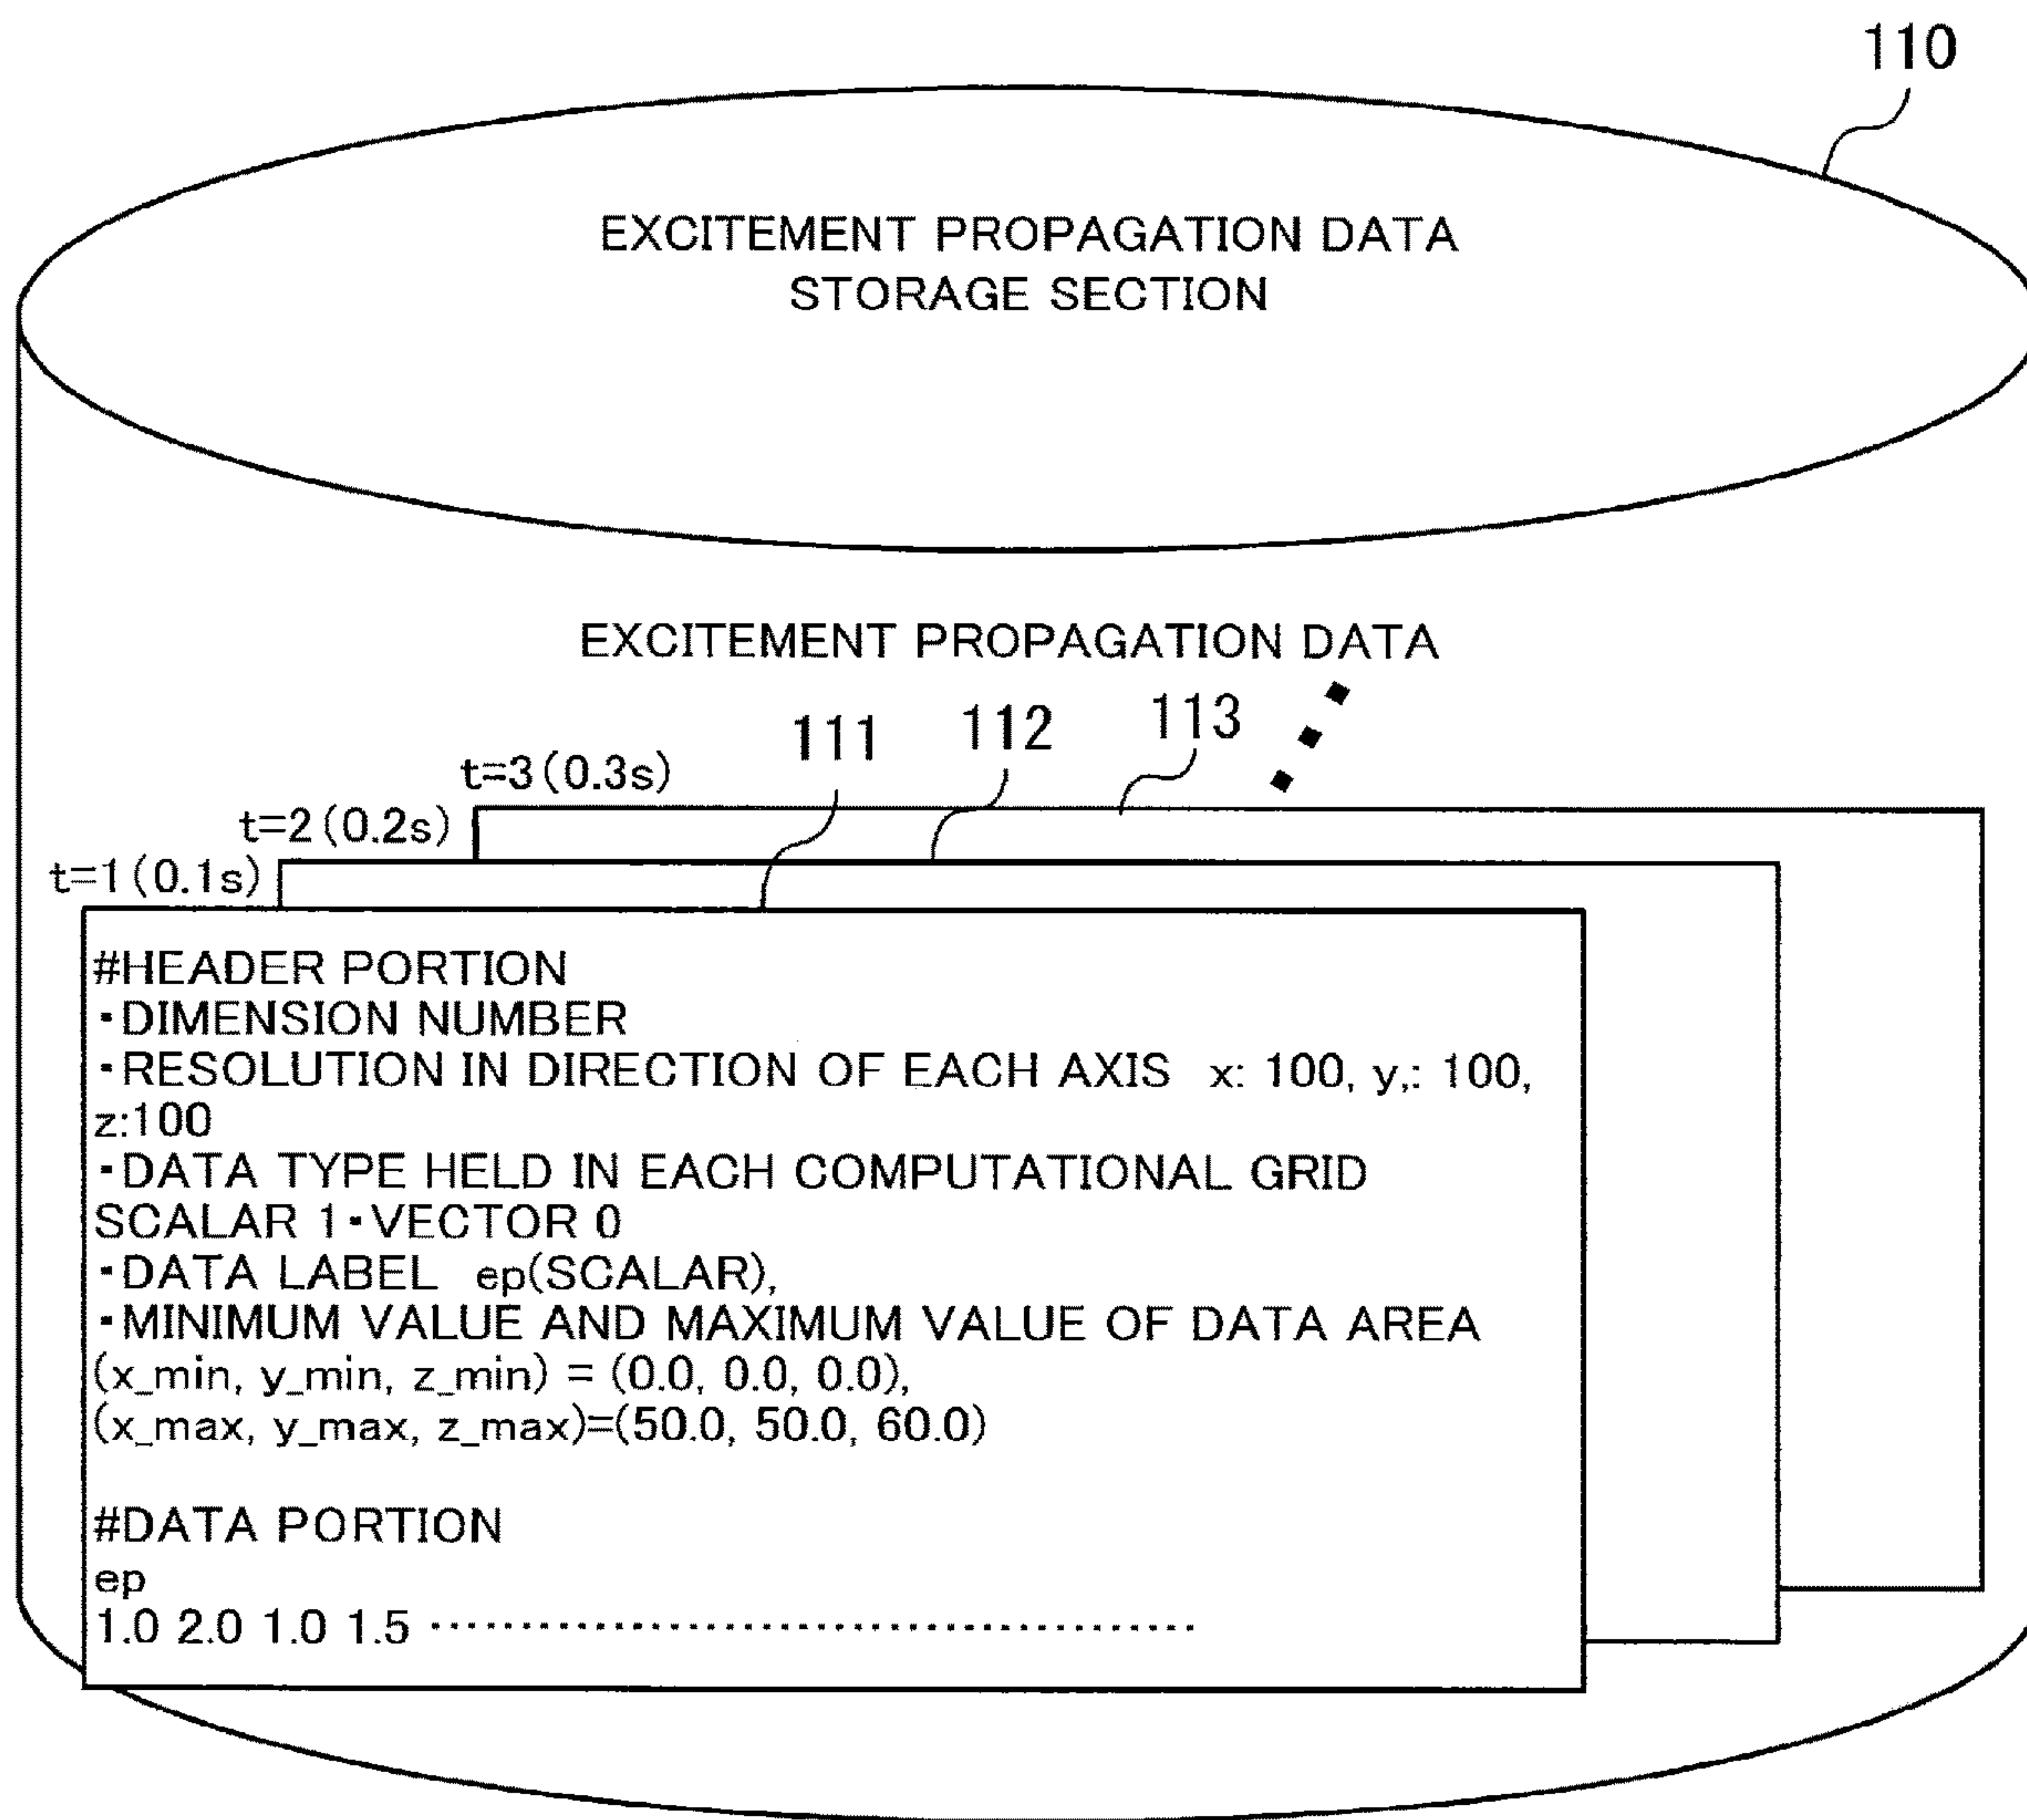 110
EXCITEMENT PROPAGATION DATA
STORAGE SECTION
EXCITEMENT PROPAGATION DATA
111 112 113
t=3(0.3s)
t=2(0.2s)
t=1(0.1s)
#HEADER PORTION
・DIMENSION NUMBER
・RESOLUTION IN DIRECTION OF EACH AXIS x: 100, y,: 100,
z:100
・DATA TYPE HELD IN EACH COMPUTATIONAL GRID
SCALAR 1・VECTOR 0
・DATA LABEL ep(SCALAR),
・MINIMUM VALUE AND MAXIMUM VALUE OF DATA AREA
(x_min, y_min, z_min) = (0.0, 0.0, 0.0),
(x_max, y_max, z_max)=(50.0, 50.0, 60.0)
#DATA PORTION
ep
1.0 2.0 1.0 1.5 ･･････････････････････････････････････